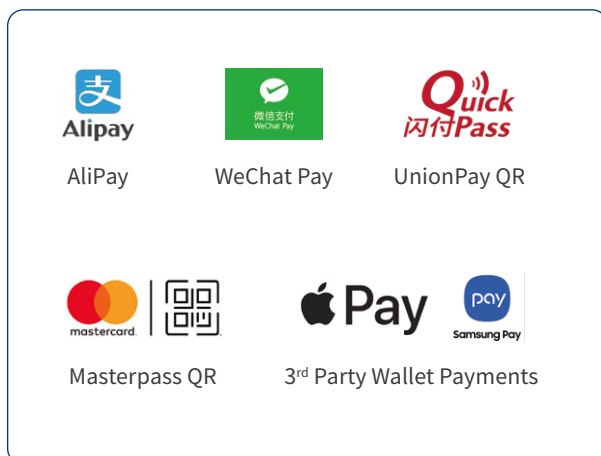 支
Alipay
微信支付
WeChat Pay
Quick
闪付Pass
AliPay
WeChat Pay
UnionPay QR
mastercard.
Pay
pay
Samsung Pay
Masterpass QR
3rd Party Wallet Payments